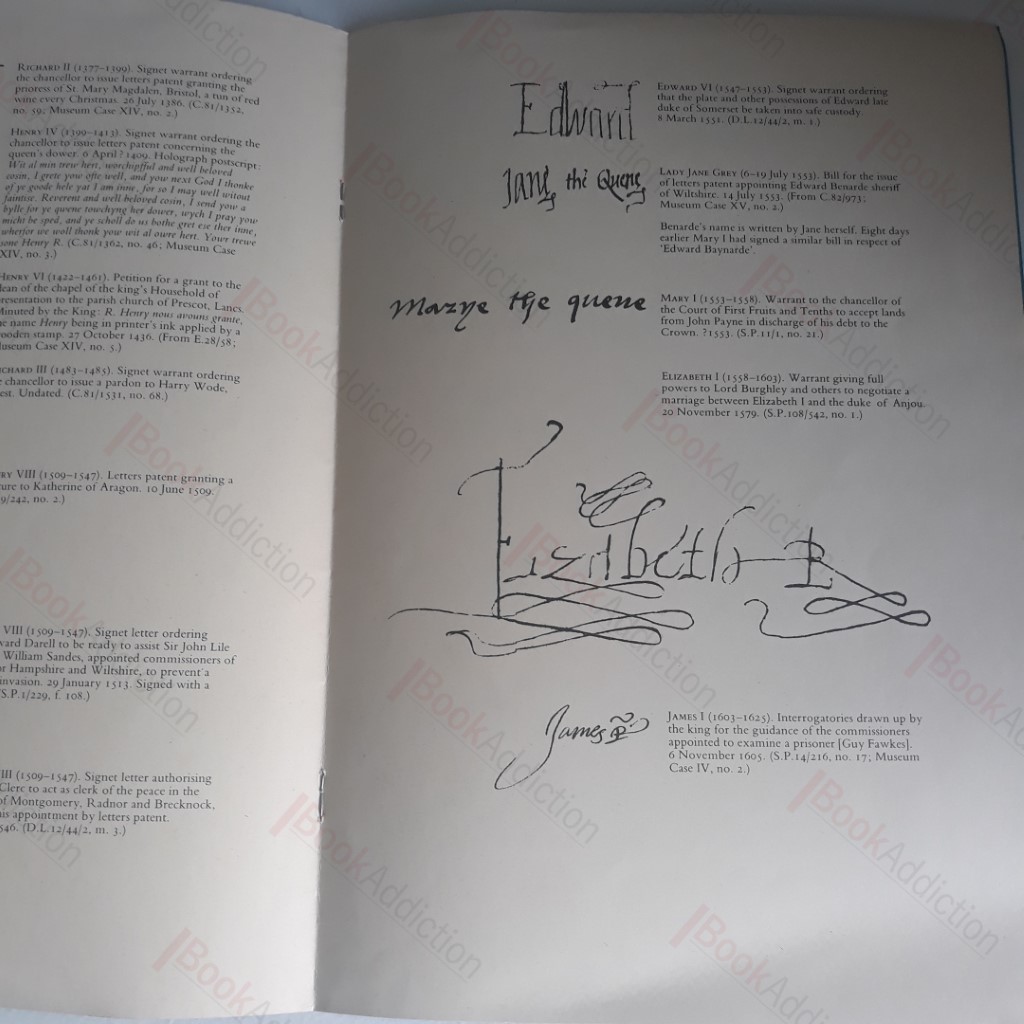 RICHARD II (1377–1399). Signet warrant ordering
the chancellor to issue letters patent granting the
prioress of St. Mary Magdalen, Bristol, a tun of red
wine every Christmas. 26 July 1386. (C.81/1352,
no. 59; Museum Case XIV, no. 2.)
HENRY IV (1399–1413). Signet warrant ordering the
chancellor to issue letters patent concerning the
queen's dower. 6 April ? 1409. Holograph postscript:
Wit al min trew hert, worchipfful and well beloved
cosin, I grete yow ofte well, and yow next God I thonke
of ye goode hele yat I am inne, for so I may well witout
faintise. Reverent and well beloved cosin, I send yow a
bylle for ye quene towchyng her dower, wych I pray yow
micht be sped, and ye scholl do us bothe gret ese ther inne,
wherfor we woll thonk yow wit al owre hert. Yowr trewe
sone Henry R. (C.81/1362, no. 46; Museum Case
XIV, no. 3.)
HENRY VI (1422–1461). Petition for a grant to the
dean of the chapel of the king's Household of
presentation to the parish church of Prescot, Lancs.
Minuted by the King: R. Henry nous avouns grante,
the name Henry being in printer's ink applied by a
wooden stamp. 27 October 1436. (From E.28/58;
Museum Case XIV, no. 5.)
ICHARD III (1483–1485). Signet warrant ordering
e chancellor to issue a pardon to Harry Wode,
est. Undated. (C.81/1531, no. 68.)
RY VIII (1509–1547). Letters patent granting a
ure to Katherine of Aragon. 10 June 1509.
9/242, no. 2.)
VIII (1509–1547). Signet letter ordering
ward Darell to be ready to assist Sir John Lile
William Sandes, appointed commissioners of
r Hampshire and Wiltshire, to prevent a
invasion. 29 January 1513. Signed with a
S.P.1/229, f. 108.)
III (1509–1547). Signet letter authorising
Clerc to act as clerk of the peace in the
of Montgomery, Radnor and Brecknock,
is appointment by letters patent.
546. (D.L.12/44/2, m. 3.)
Edward
EDWARD VI (1547–1553). Signet warrant ordering
that the plate and other possessions of Edward late
duke of Somerset be taken into safe custody.
8 March 1551. (D.L.12/44/2, m. 1.)
Jane the Quene
LADY JANE GREY (6–19 July 1553). Bill for the issue
of letters patent appointing Edward Benarde sheriff
of Wiltshire. 14 July 1553. (From C.82/973;
Museum Case XV, no. 2.)
Benarde's name is written by Jane herself. Eight days
earlier Mary I had signed a similar bill in respect of
'Edward Baynarde'.
Marye the quene
MARY I (1553–1558). Warrant to the chancellor of
the Court of First Fruits and Tenths to accept lands
from John Payne in discharge of his debt to the
Crown. ?1553. (S.P.11/1, no. 21.)
ELIZABETH I (1558–1603). Warrant giving full
powers to Lord Burghley and others to negotiate a
marriage between Elizabeth I and the duke of Anjou.
20 November 1579. (S.P.108/542, no. 1.)
Elizabeth R
James R
JAMES I (1603–1625). Interrogatories drawn up by
the king for the guidance of the commissioners
appointed to examine a prisoner [Guy Fawkes].
6 November 1605. (S.P.14/216, no. 17; Museum
Case IV, no. 2.)
BookAddiction